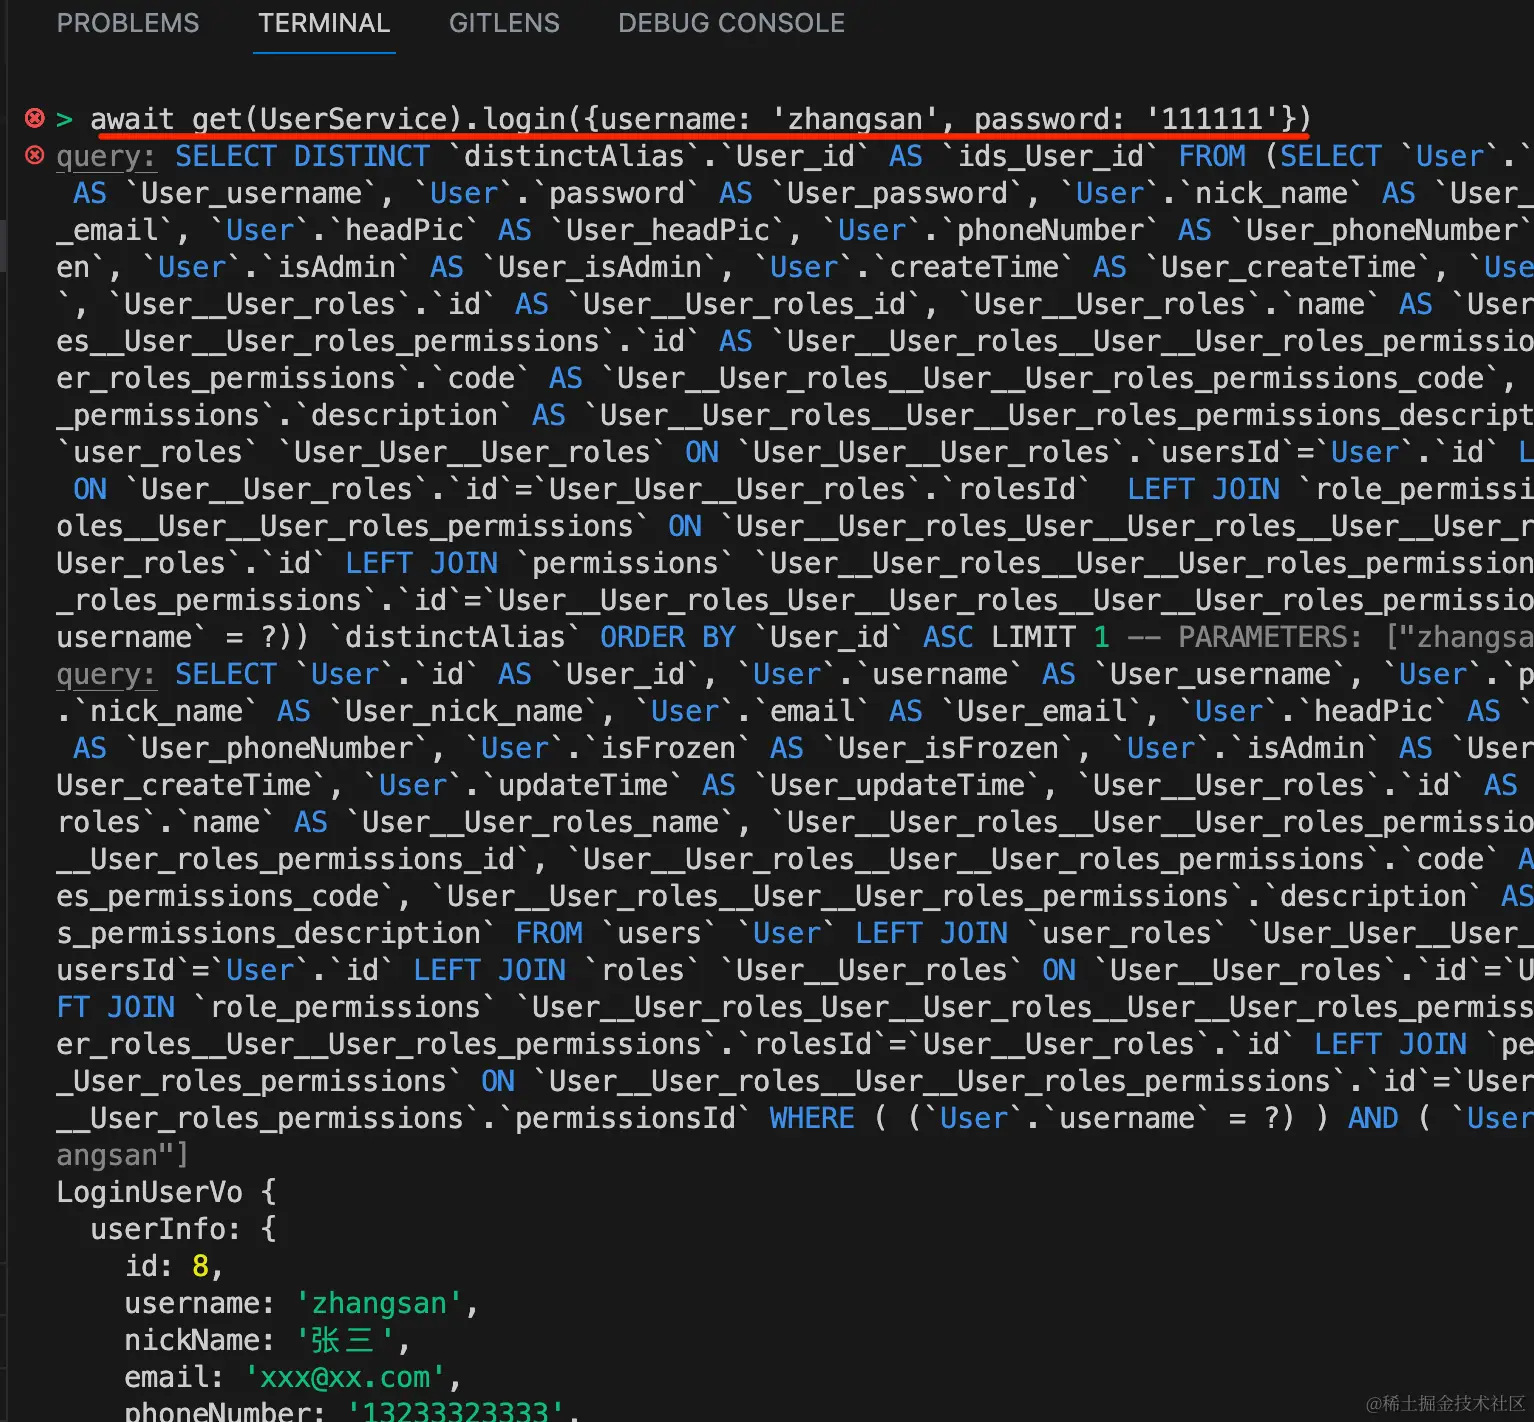 PROBLEMS TERMINAL GITLENS DEBUG CONSOLE
> await get(UserService).login({username: 'zhangsan', password: '111111'})
query: SELECT DISTINCT `distinctAlias`.`User_id` AS `ids_User_id` FROM (SELECT `User`.`
AS `User_username`, `User`.`password` AS `User_password`, `User`.`nick_name` AS `User_
_email`, `User`.`headPic` AS `User_headPic`, `User`.`phoneNumber` AS `User_phoneNumber`
en`, `User`.`isAdmin` AS `User_isAdmin`, `User`.`createTime` AS `User_createTime`, `Use
`, `User__User_roles`.`id` AS `User__User_roles_id`, `User__User_roles`.`name` AS `User
es__User__User_roles_permissions`.`id` AS `User__User_roles__User__User_roles_permissio
er_roles_permissions`.`code` AS `User__User_roles__User__User_roles_permissions_code`,
_permissions`.`description` AS `User__User_roles__User__User_roles_permissions_descript
`user_roles` `User_User__User_roles` ON `User_User__User_roles`.`usersId`=`User`.`id` L
ON `User__User_roles`.`id`=`User_User__User_roles`.`rolesId`  LEFT JOIN `role_permissi
oles__User__User_roles_permissions` ON `User__User_roles_User__User_roles__User__User_r
User_roles`.`id` LEFT JOIN `permissions` `User__User_roles__User__User_roles_permission
_roles_permissions`.`id`=`User__User_roles_User__User_roles__User__User_roles_permissio
username` = ?)) `distinctAlias` ORDER BY `User_id` ASC LIMIT 1 -- PARAMETERS: ["zhangsa
query: SELECT `User`.`id` AS `User_id`, `User`.`username` AS `User_username`, `User`.`p
.`nick_name` AS `User_nick_name`, `User`.`email` AS `User_email`, `User`.`headPic` AS `
AS `User_phoneNumber`, `User`.`isFrozen` AS `User_isFrozen`, `User`.`isAdmin` AS `User
User_createTime`, `User`.`updateTime` AS `User_updateTime`, `User__User_roles`.`id` AS
roles`.`name` AS `User__User_roles_name`, `User__User_roles__User__User_roles_permissio
__User_roles_permissions_id`, `User__User_roles__User__User_roles_permissions`.`code` A
es_permissions_code`, `User__User_roles__User__User_roles_permissions`.`description` AS
s_permissions_description` FROM `users` `User` LEFT JOIN `user_roles` `User_User__User_
usersId`=`User`.`id` LEFT JOIN `roles` `User__User_roles` ON `User__User_roles`.`id`=`U
FT JOIN `role_permissions` `User__User_roles_User__User_roles__User__User_roles_permiss
er_roles__User__User_roles_permissions`.`rolesId`=`User__User_roles`.`id` LEFT JOIN `pe
_User_roles_permissions` ON `User__User_roles__User__User_roles_permissions`.`id`=`User
__User_roles_permissions`.`permissionsId` WHERE ( (`User`.`username` = ?) ) AND ( `User
angsan"]
LoginUserVo {
userInfo: {
id: 8,
username: 'zhangsan',
nickName: '张三',
email: 'xxx@xx.com',
phoneNumber: '13233323333',
@稀土掘金技术社区